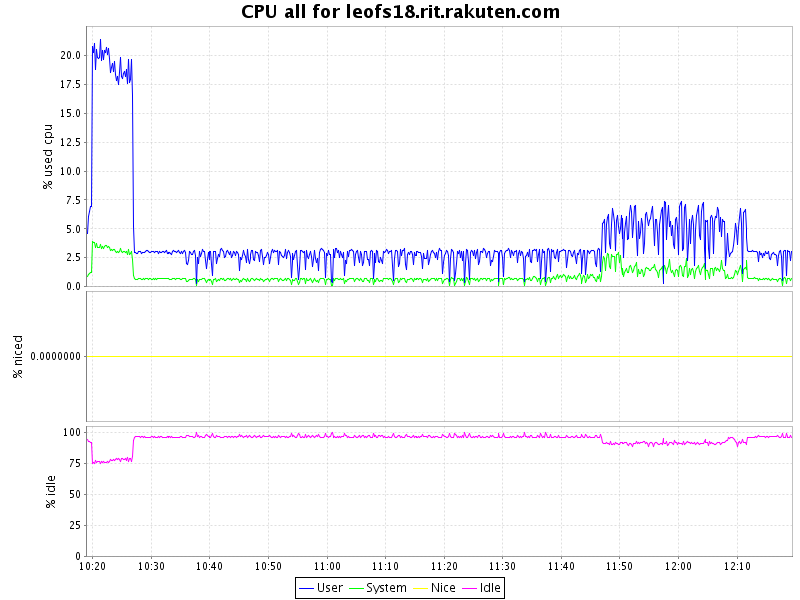 CPU all for leofs18.rit.rakuten.com
% used cpu
20.0
17.5
15.0
12.5
10.0
7.5
5.0
2.5
0.0
% niced
0.0000000
% idle
100
75
50
25
0
10:20 10:30 10:40 10:50 11:00 11:10 11:20 11:30 11:40 11:50 12:00 12:10
User System Nice Idle